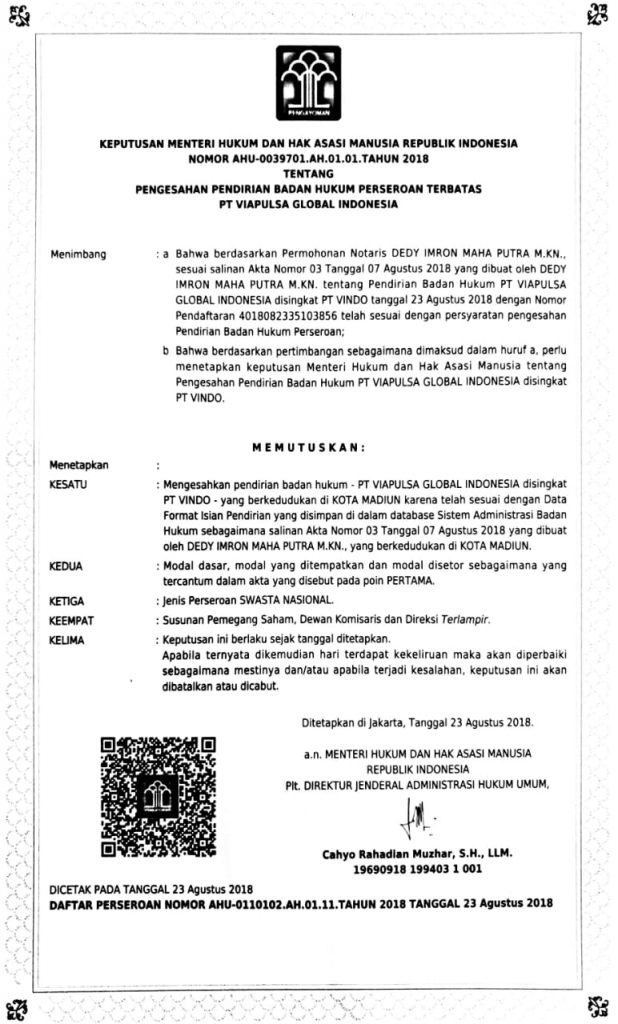 PENGAYOMAN
KEPUTUSAN MENTERI HUKUM DAN HAK ASASI MANUSIA REPUBLIK INDONESIA
NOMOR AHU-0039701.AH.01.01.TAHUN 2018
TENTANG
PENGESAHAN PENDIRIAN BADAN HUKUM PERSEROAN TERBATAS
PT VIAPULSA GLOBAL INDONESIA
Menimbang : a Bahwa berdasarkan Permohonan Notaris DEDY IMRON MAHA PUTRA M.KN.,
sesuai salinan Akta Nomor 03 Tanggal 07 Agustus 2018 yang dibuat oleh DEDY
IMRON MAHA PUTRA M.KN. tentang Pendirian Badan Hukum PT VIAPULSA
GLOBAL INDONESIA disingkat PT VINDO tanggal 23 Agustus 2018 dengan Nomor
Pendaftaran 4018082335103856 telah sesuai dengan persyaratan pengesahan
Pendirian Badan Hukum Perseroan;
b Bahwa berdasarkan pertimbangan sebagaimana dimaksud dalam huruf a, perlu
menetapkan keputusan Menteri Hukum dan Hak Asasi Manusia tentang
Pengesahan Pendirian Badan Hukum PT VIAPULSA GLOBAL INDONESIA disingkat
PT VINDO.
M E M U T U S K A N :
Menetapkan :
KESATU : Mengesahkan pendirian badan hukum - PT VIAPULSA GLOBAL INDONESIA disingkat
PT VINDO - yang berkedudukan di KOTA MADIUN karena telah sesuai dengan Data
Format Isian Pendirian yang disimpan di dalam database Sistem Administrasi Badan
Hukum sebagaimana salinan Akta Nomor 03 Tanggal 07 Agustus 2018 yang dibuat
oleh DEDY IMRON MAHA PUTRA M.KN., yang berkedudukan di KOTA MADIUN.
KEDUA : Modal dasar, modal yang ditempatkan dan modal disetor sebagaimana yang
tercantum dalam akta yang disebut pada poin PERTAMA.
KETIGA : Jenis Perseroan SWASTA NASIONAL.
KEEMPAT : Susunan Pemegang Saham, Dewan Komisaris dan Direksi Terlampir.
KELIMA : Keputusan ini berlaku sejak tanggal ditetapkan.
Apabila ternyata dikemudian hari terdapat kekeliruan maka akan diperbaiki
sebagaimana mestinya dan/atau apabila terjadi kesalahan, keputusan ini akan
dibatalkan atau dicabut.
Ditetapkan di Jakarta, Tanggal 23 Agustus 2018.
a.n. MENTERI HUKUM DAN HAK ASASI MANUSIA
REPUBLIK INDONESIA
Plt. DIREKTUR JENDERAL ADMINISTRASI HUKUM UMUM,
Cahyo Rahadian Muzhar, S.H., LLM.
19690918 199403 1 001
DICETAK PADA TANGGAL 23 Agustus 2018
DAFTAR PERSEROAN NOMOR AHU-0110102.AH.01.11.TAHUN 2018 TANGGAL 23 Agustus 2018